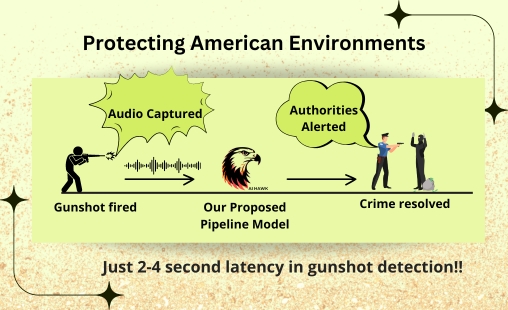 Protecting American Environments
Audio Captured
Authorities
Alerted
AI HAWK
Gunshot fired
Our Proposed
Pipeline Model
Crime resolved
Just 2-4 second latency in gunshot detection!!